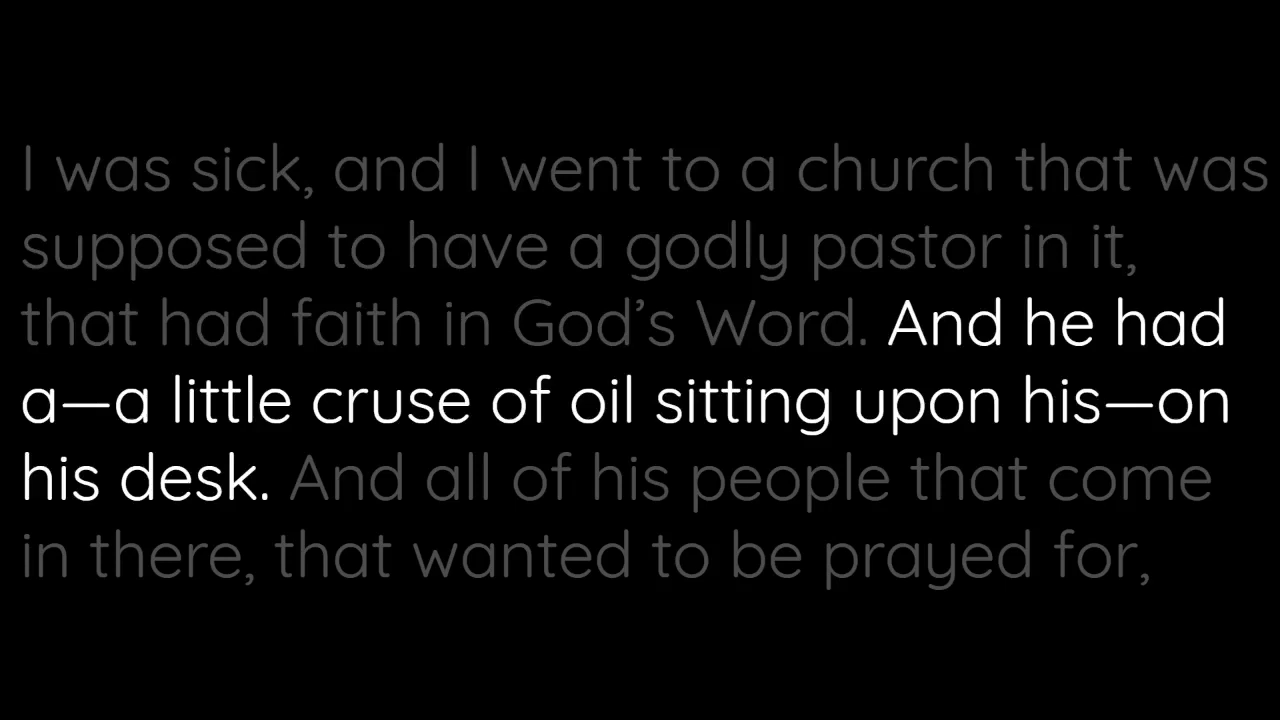 I was sick, and I went to a church that was
supposed to have a godly pastor in it,
that had faith in God’s Word. And he had
a—a little cruse of oil sitting upon his—on
his desk. And all of his people that come
in there, that wanted to be prayed for,